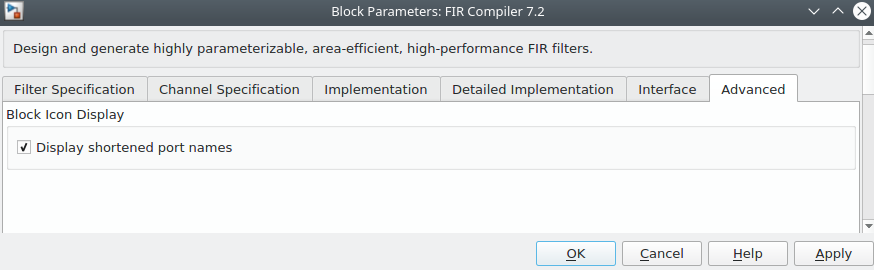 Block Parameters: FIR Compiler 7.2
Design and generate highly parameterizable, area-efficient, high-performance FIR filters.
Filter Specification Channel Specification Implementation Detailed Implementation Interface Advanced
Block Icon Display
Display shortened port names
OK Cancel Help Apply